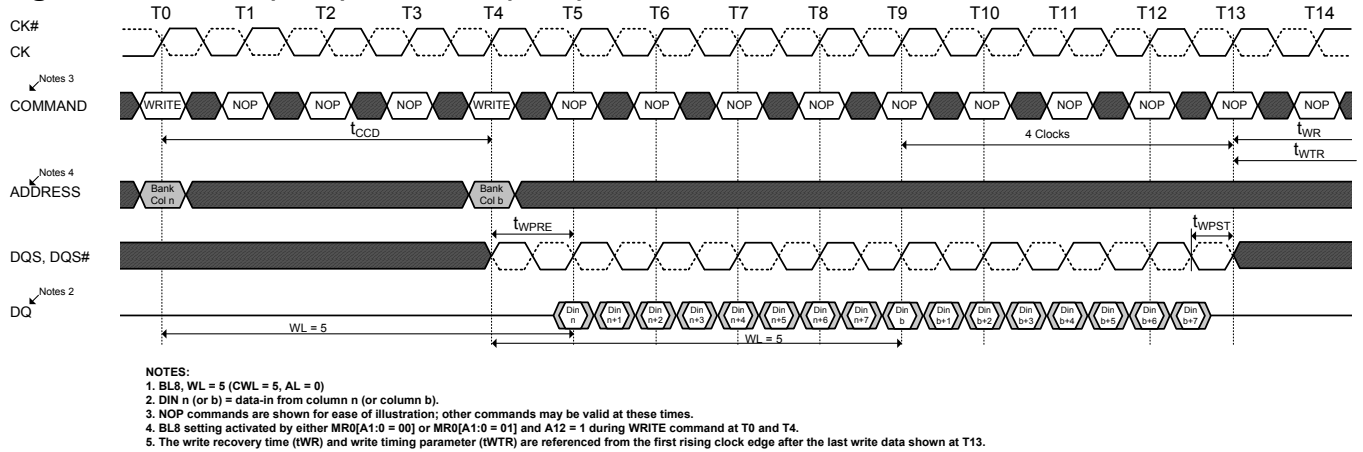 T0 T1 T2 T3 T4 T5 T6 T7 T8 T9 T10 T11 T12 T13 T14
CK#
CK
Notes 3
COMMAND WRITE NOP NOP NOP WRITE NOP NOP NOP NOP NOP NOP NOP NOP NOP NOP
tCCD 4 Clocks tWR
tWTR
Notes 4
ADDRESS Bank Col n Bank Col b
tWPRE tWPST
DQS, DQS#
Notes 2
DQ Din n Din n+1 Din n+2 Din n+3 Din n+4 Din n+5 Din n+6 Din n+7 Din b Din b+1 Din b+2 Din b+3 Din b+4 Din b+5 Din b+6 Din b+7
WL = 5 WL = 5
NOTES:
1. BL8, WL = 5 (CWL = 5, AL = 0)
2. DIN n (or b) = data-in from column n (or column b).
3. NOP commands are shown for ease of illustration; other commands may be valid at these times.
4. BL8 setting activated by either MR0[A1:0 = 00] or MR0[A1:0 = 01] and A12 = 1 during WRITE command at T0 and T4.
5. The write recovery time (tWR) and write timing parameter (tWTR) are referenced from the first rising clock edge after the last write data shown at T13.